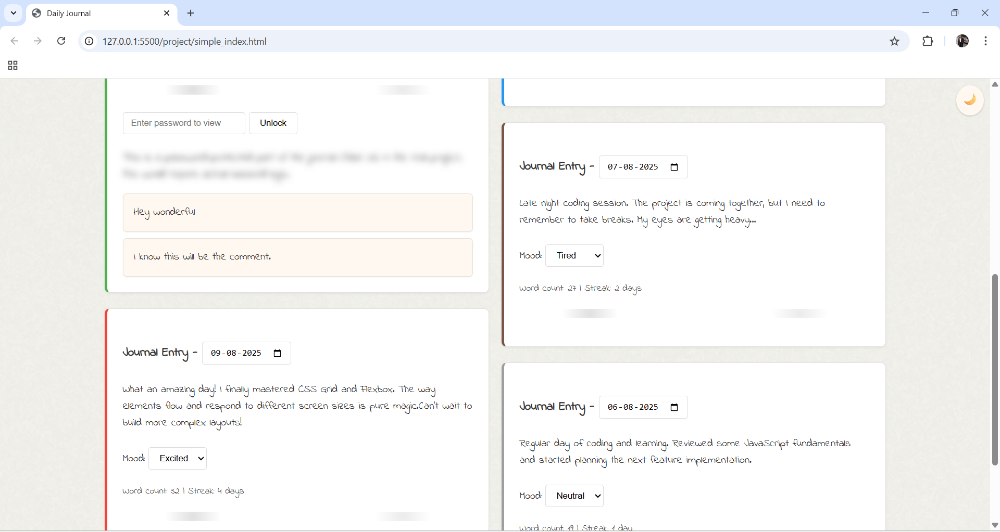 Daily Journal
127.0.0.1:5500/project/simple_index.html
Enter password to view
Unlock
Hey wonderful
I know this will be the comment.
Journal Entry - 09-08-2025
What an amazing day! I finally mastered CSS Grid and Flexbox. The way
elements flow and respond to different screen sizes is pure magic.Can't wait to
build more complex layouts!
Mood: Excited
Word count: 32 | Streak: 4 days
Journal Entry - 07-08-2025
Late night coding session. The project is coming together, but I need to
remember to take breaks. My eyes are getting heavy...
Mood: Tired
Word count: 27 | Streak: 2 days
Journal Entry - 06-08-2025
Regular day of coding and learning. Reviewed some JavaScript fundamentals
and started planning the next feature implementation.
Mood: Neutral
Word count: 19 | Streak: 1 day